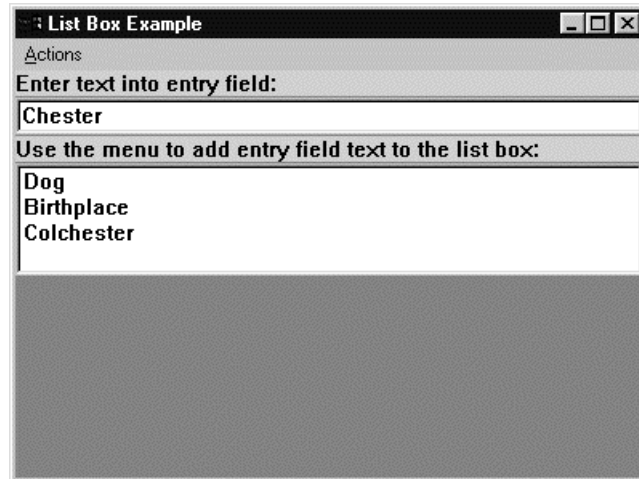 List Box Example
Actions
Enter text into entry field:
Chester
Use the menu to add entry field text to the list box:
Dog
Birthplace
Colchester